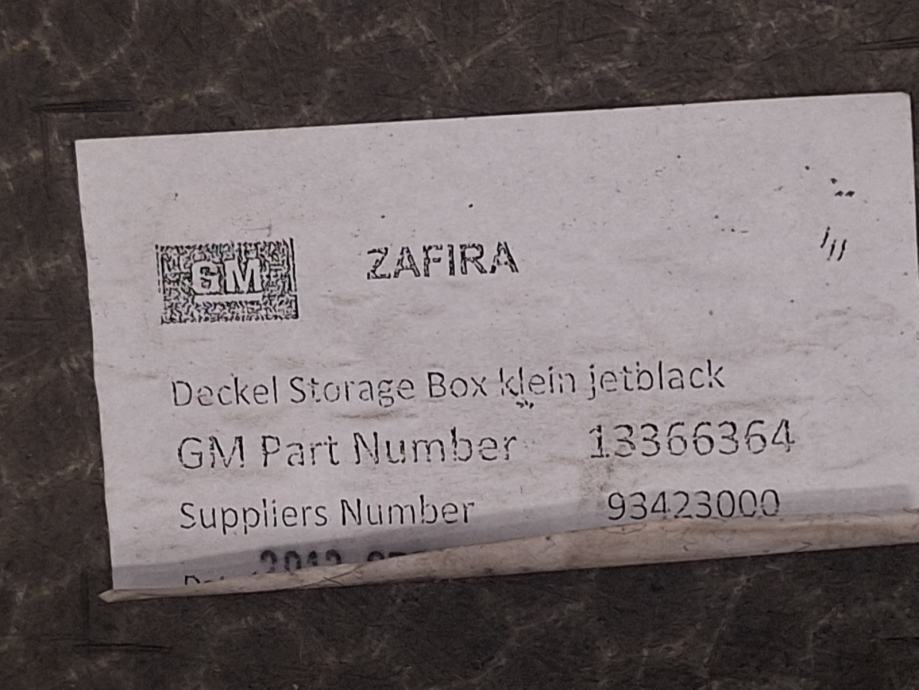 GM ZAFIRA
Deckel Storage Box klein jetblack
GM Part Number 13366364
Suppliers Number 93423000